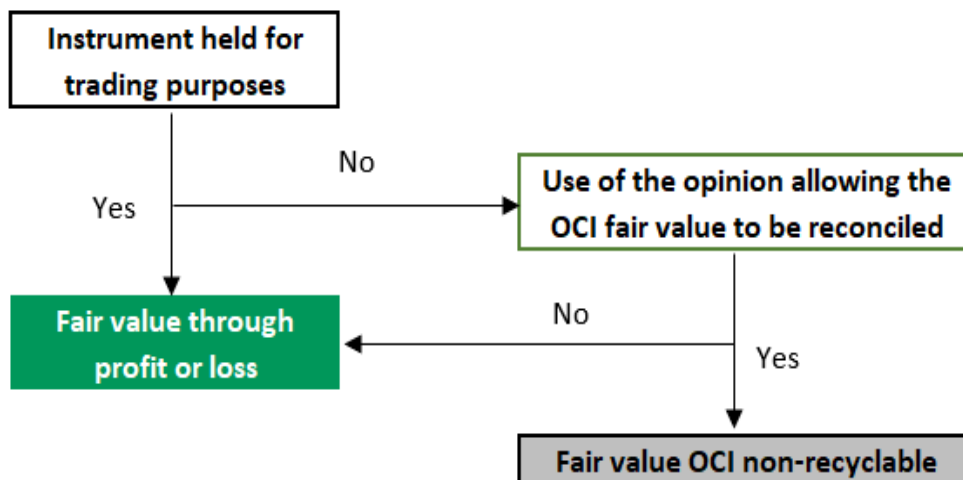 Instrument held for
trading purposes
No
Yes
Use of the opinion allowing the
OCI fair value to be reconciled
Fair value through
profit or loss
No
Yes
Fair value OCI non-recyclable